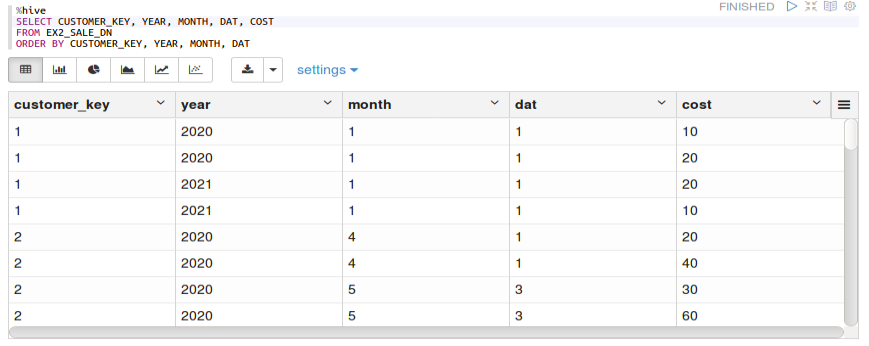 %hive FINISHED
SELECT CUSTOMER_KEY, YEAR, MONTH, DAT, COST
FROM EX2_SALE_DN
ORDER BY CUSTOMER_KEY, YEAR, MONTH, DAT
settings
customer_key year month dat cost
1 2020 1 1 10
1 2020 1 1 20
1 2021 1 1 20
1 2021 1 1 10
2 2020 4 1 20
2 2020 4 1 40
2 2020 5 3 30
2 2020 5 3 60